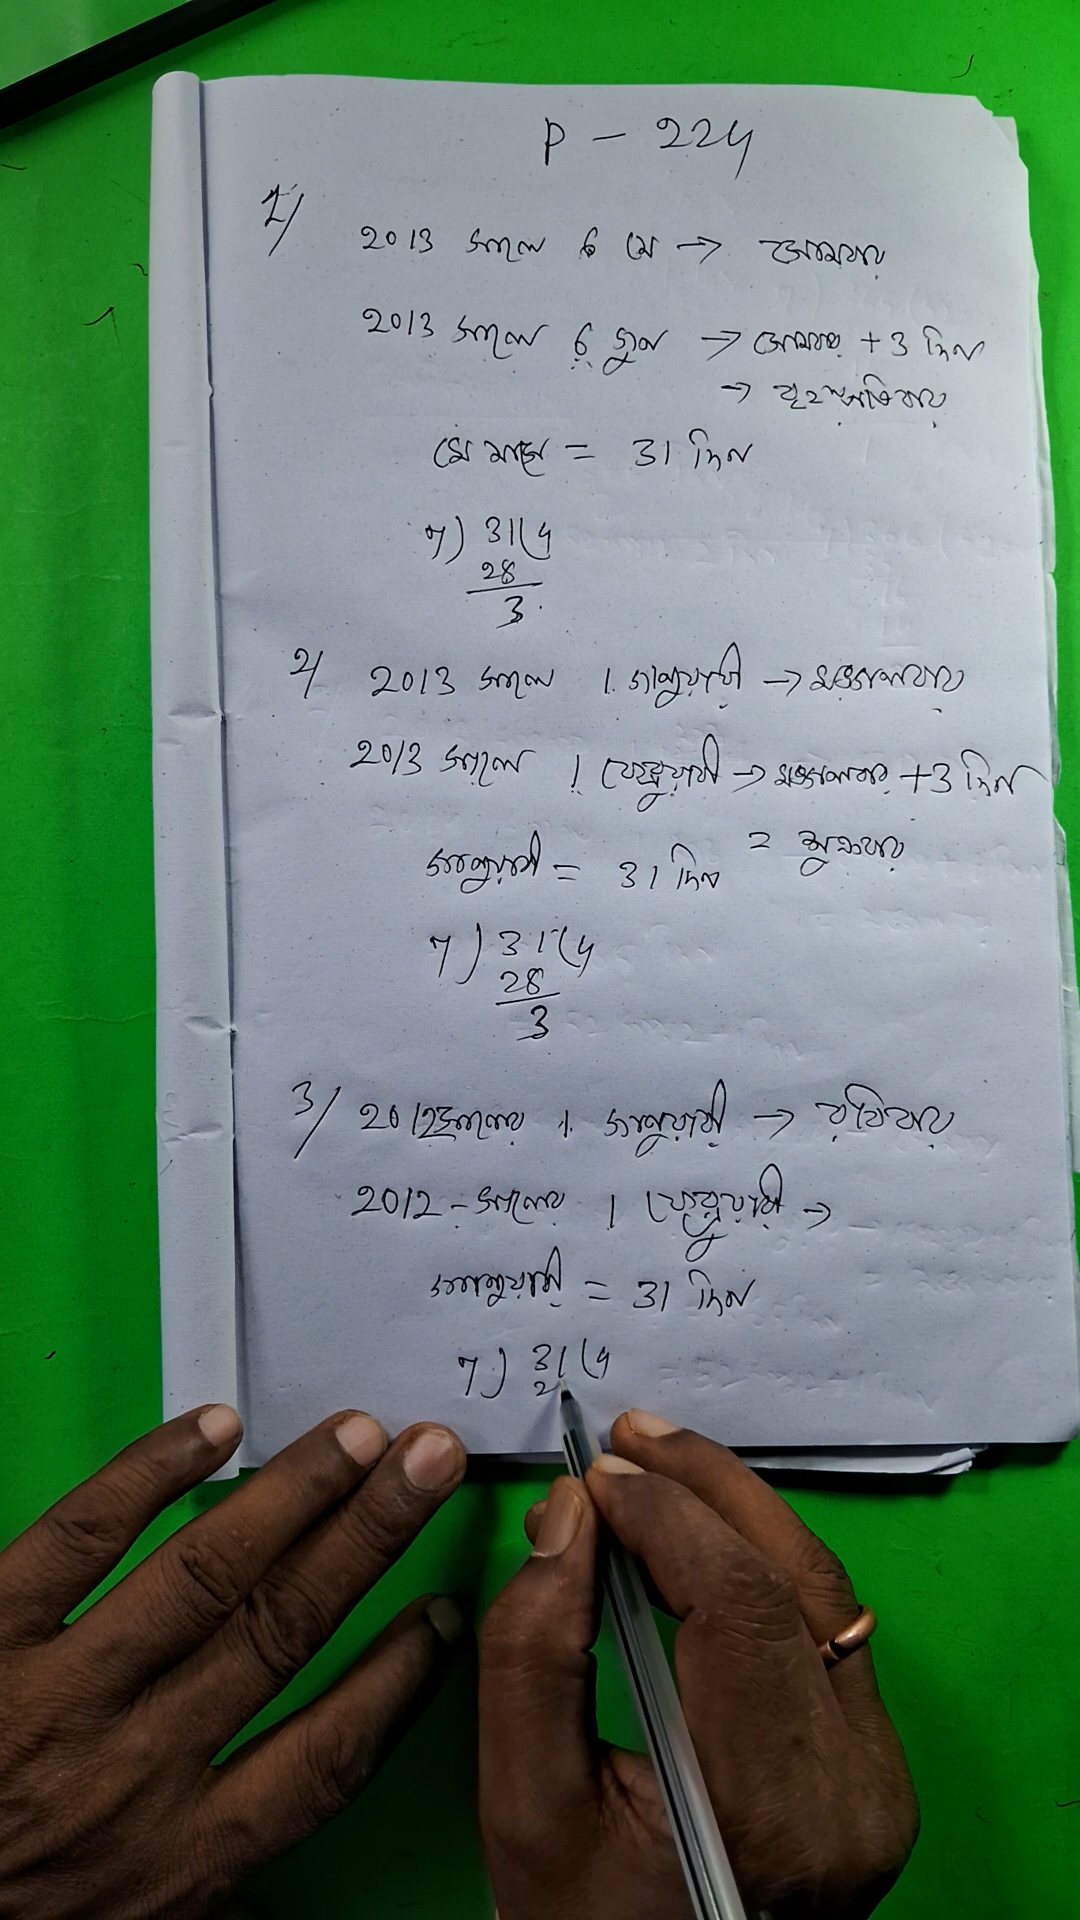 P - 224
1/
2013 সালে 6 মে → সোমবার
2013 সালে 6 জুন → সোমবার + 3 দিন
→ বৃহস্পতিবার
মে মাসে = 31 দিন
7) 31(4
28
3
2/ 2013 সালে 1 জানুয়ারী → মঙ্গলবার
2013 সালে 1 ফেব্রুয়ারী → মঙ্গলবার + 3 দিন
= শুক্রবার
জানুয়ারী = 31 দিন
7) 31(4
28
3
3/ 2012 সালের 1 জানুয়ারী → রবিবার
2012 - সালের 1 ফেব্রুয়ারী →
জানুয়ারী = 31 দিন
7) 31(4
2